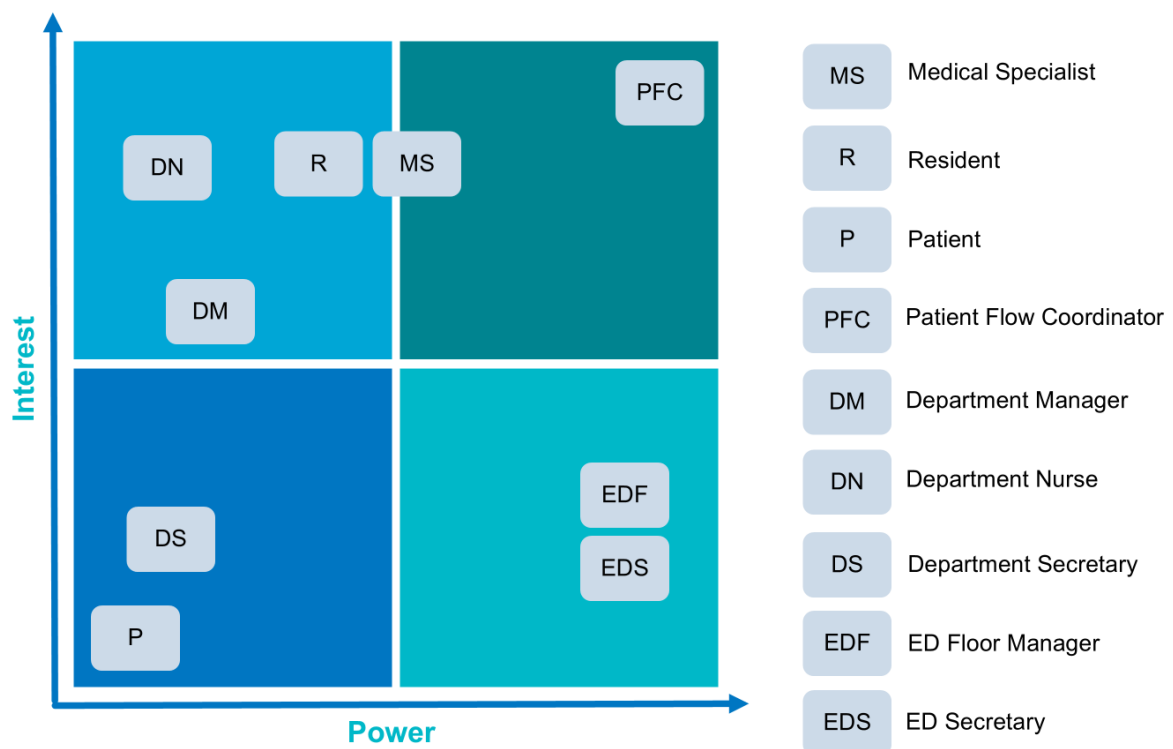 PFC
DN
R
MS
DM
EDF
DS
EDS
P
Interest
Power
MS Medical Specialist
R Resident
P Patient
PFC Patient Flow Coordinator
DM Department Manager
DN Department Nurse
DS Department Secretary
EDF ED Floor Manager
EDS ED Secretary